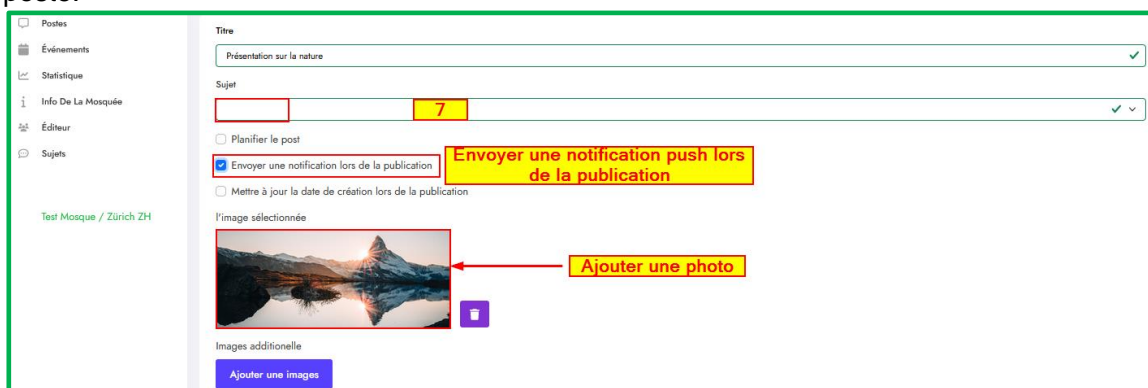 Postes
Événements
Statistique
Info De La Mosquée
Éditeur
Sujets
Test Mosque / Zürich ZH
Titre
Présentation sur la nature
Sujet
7
Planifier le post
Envoyer une notification lors de la publication
Envoyer une notification push lors
de la publication
Mettre à jour la date de création lors de la publication
l'image sélectionnée
Ajouter une photo
Images additionelle
Ajouter une images